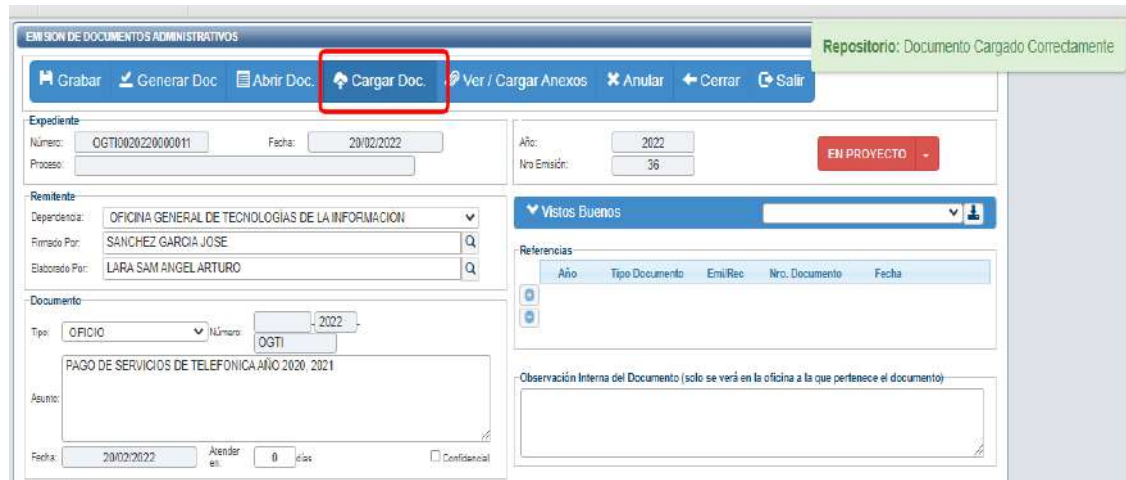 EMISION DE DOCUMENTOS ADMINISTRATIVOS
Repositorio: Documento Cargado Correctamente
Grabar Generar Doc Abrir Doc. Cargar Doc. Ver / Cargar Anexos Anular Cerrar Salir
Expediente
Número: OGTI0020220000011 Fecha: 20/02/2022
Proceso:
Año: 2022
Nro Emisión: 36
EN PROYECTO
Remitente
Dependencia: OFICINA GENERAL DE TECNOLOGÍAS DE LA INFORMACIÓN
Firmado Por: SANCHEZ GARCIA JOSE
Elaborado Por: LARA SAM ANGEL ARTURO
Vistos Buenos
Referencias
Año Tipo Documento Emi/Rec Nro. Documento Fecha
Documento
Tipo: OFICIO Número: - 2022 -
OGTI
Asunto: PAGO DE SERVICIOS DE TELEFONICA AÑO 2020, 2021
Fecha: 20/02/2022 Atender en: 0 días Confidencial
Observación Interna del Documento (solo se verá en la oficina a la que pertenece el documento)